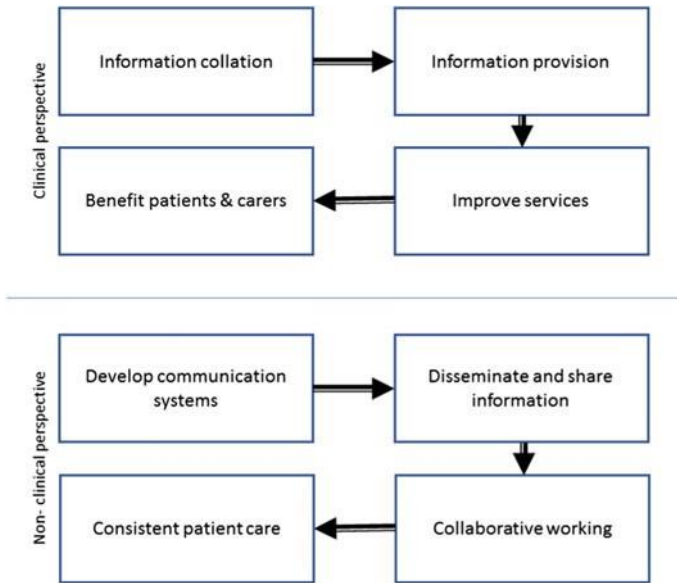 Clinical perspective
Information collation
Information provision
Benefit patients & carers
Improve services
Non- clinical perspective
Develop communication
systems
Disseminate and share
information
Consistent patient care
Collaborative working